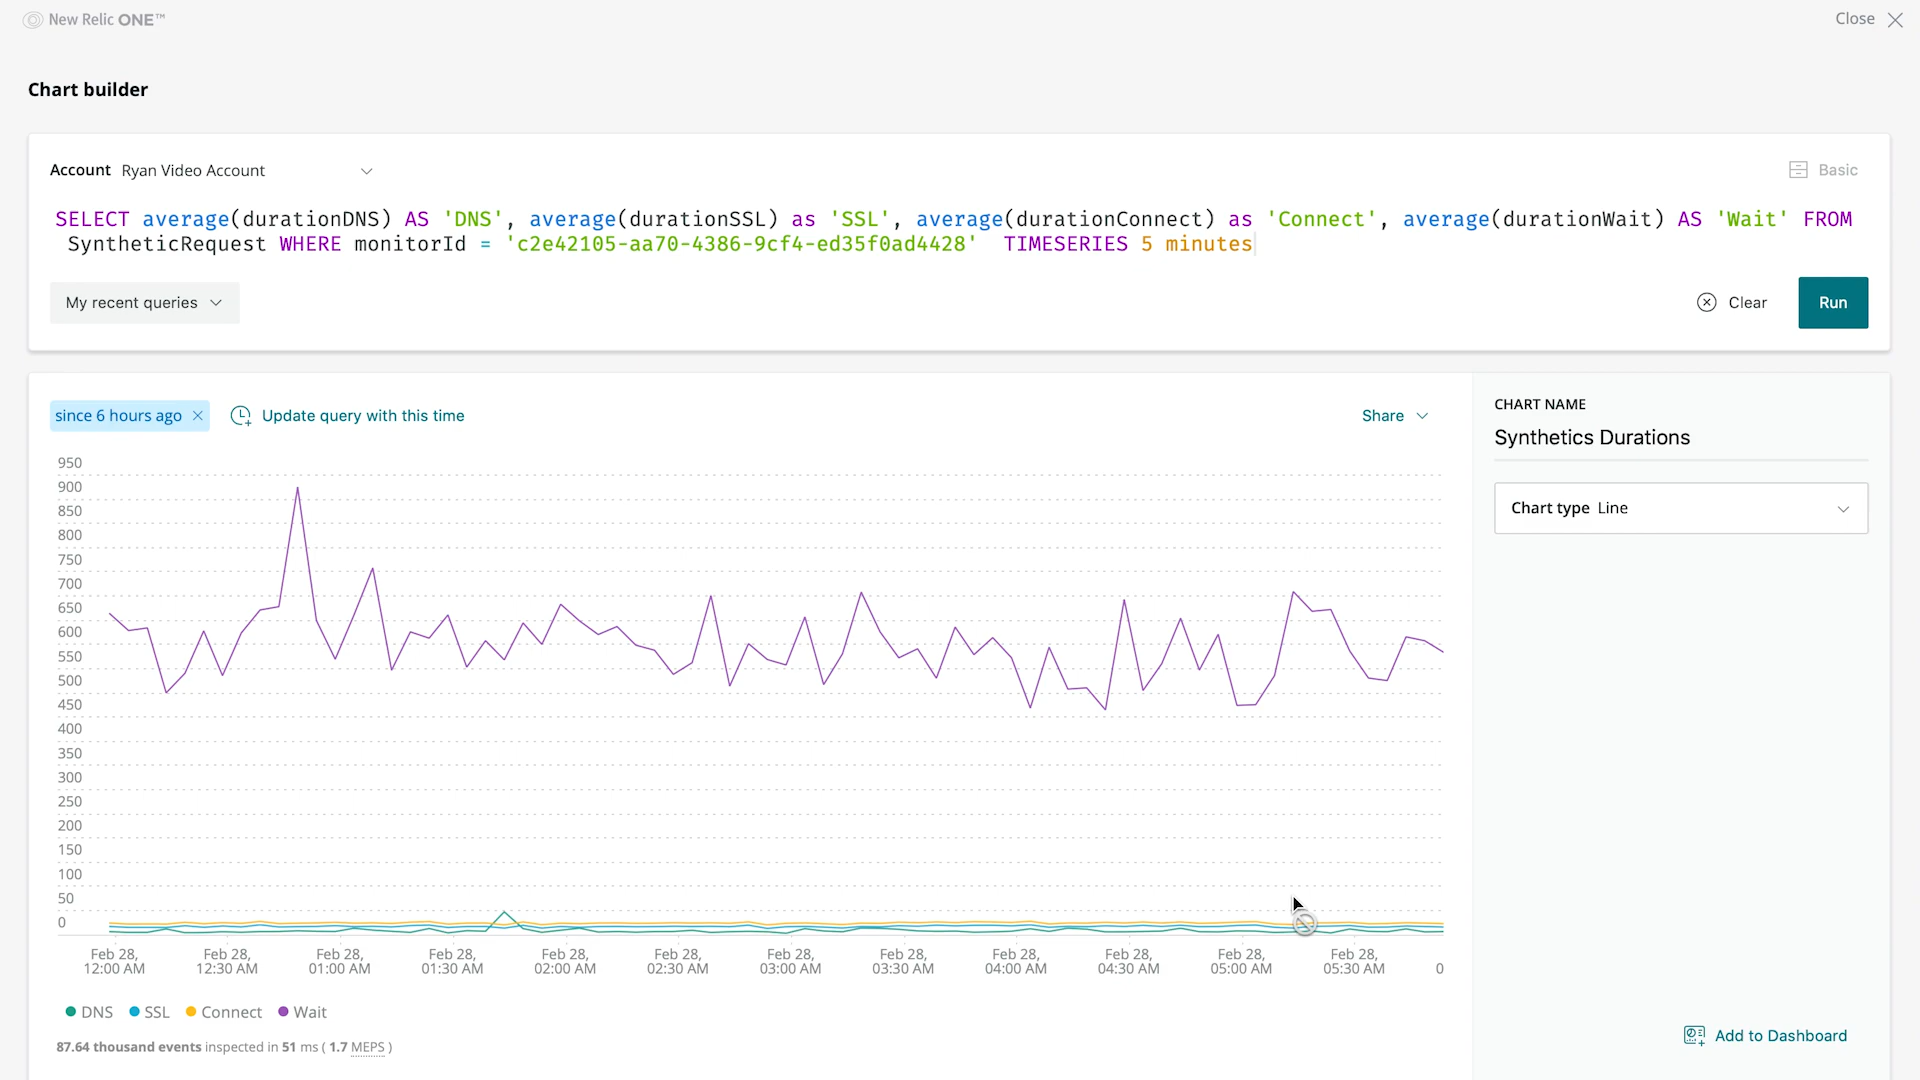 New Relic ONE™
Close
Chart builder
Account Ryan Video Account
Basic
SELECT average(durationDNS) AS 'DNS', average(durationSSL) as 'SSL', average(durationConnect) as 'Connect', average(durationWait) AS 'Wait' FROM
SyntheticRequest WHERE monitorId = 'c2e42105-aa70-4386-9cf4-ed35f0ad4428' TIMESERIES 5 minutes
My recent queries
Clear
Run
since 6 hours ago
Update query with this time
Share
CHART NAME
Synthetics Durations
Chart type Line
950
900
850
800
750
700
650
600
550
500
450
400
350
300
250
200
150
100
50
0
Feb 28, Feb 28, Feb 28, Feb 28, Feb 28, Feb 28, Feb 28, Feb 28, Feb 28, Feb 28, Feb 28, Feb 28,
12:00 AM 12:30 AM 01:00 AM 01:30 AM 02:00 AM 02:30 AM 03:00 AM 03:30 AM 04:00 AM 04:30 AM 05:00 AM 05:30 AM 0
DNS SSL Connect Wait
87.64 thousand events inspected in 51 ms ( 1.7 MEPS )
Add to Dashboard